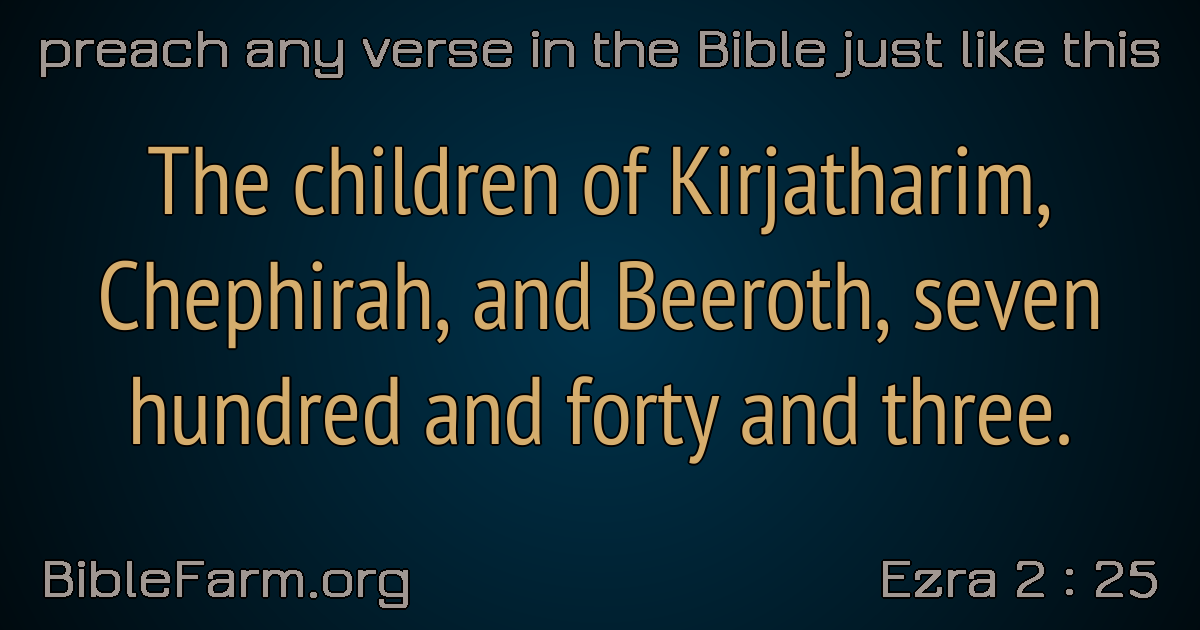 preach any verse in the Bible just like this
The children of Kirjatharim,
Chephirah, and Beeroth, seven
hundred and forty and three.
BibleFarm.org
Ezra 2 : 25